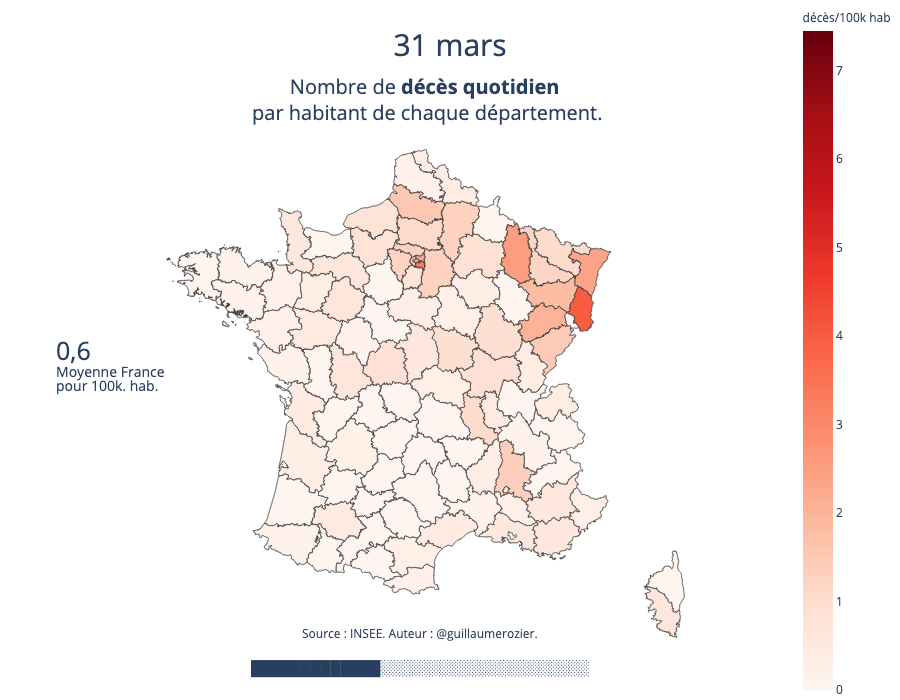 décès/100k hab
31 mars
Nombre de décès quotidien
par habitant de chaque département.
7
6
5
4
3
2
1
0
0,6
Moyenne France
pour 100k. hab.
Source : INSEE. Auteur : @guillaumerozier.